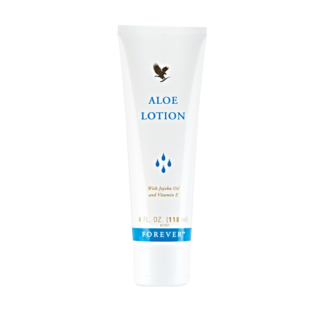 ALOE
LOTION
With Jojoba Oil
and Vitamin E
4 FL. OZ. (118 ml)
FOREVER